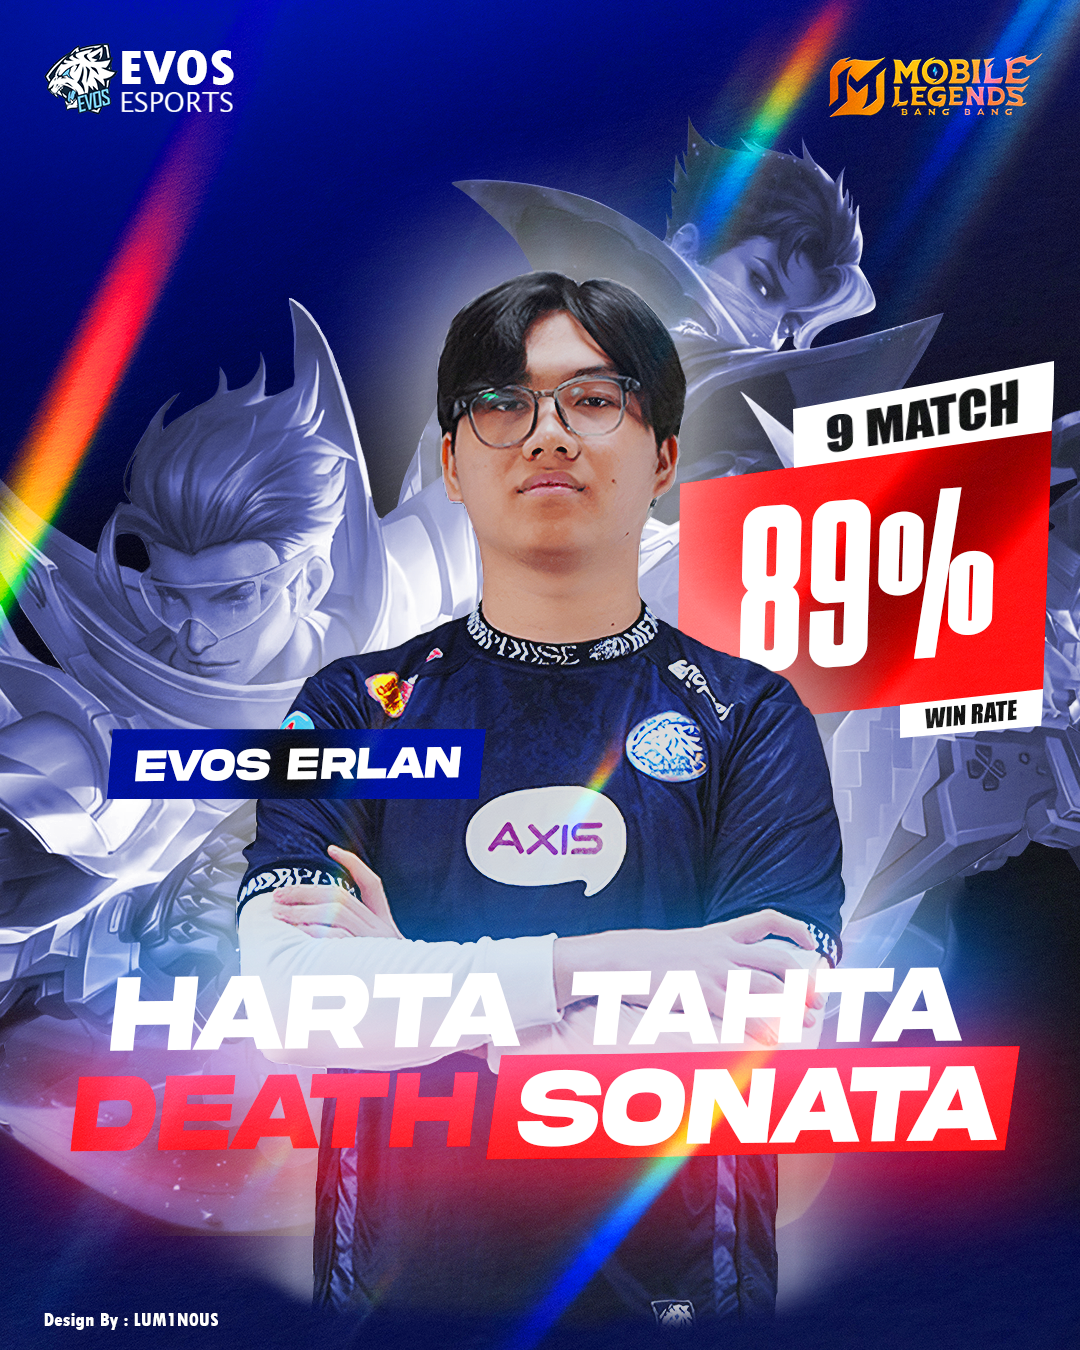 EVOS
ESPORTS
EVOS
MOBILE
LEGENDS
BANG BANG
9 MATCH
89%
WIN RATE
EVOS ERLAN
AXIS
HARTA TAHTA
DEATH SONATA
Design By : LUM1NOUS